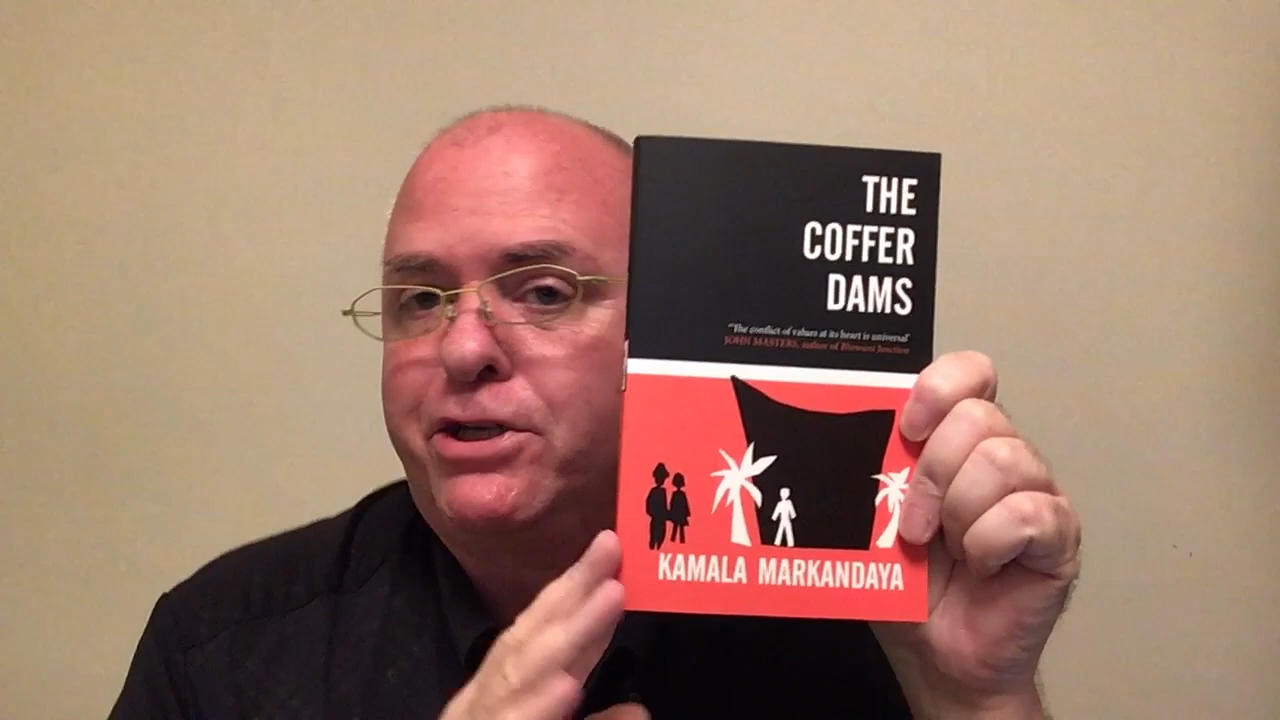 THE
COFFER
DAMS
"The conflict of values at its heart is universal'
JOHN MASTERS, author of Bhowani Junction
KAMALA MARKANDAYA